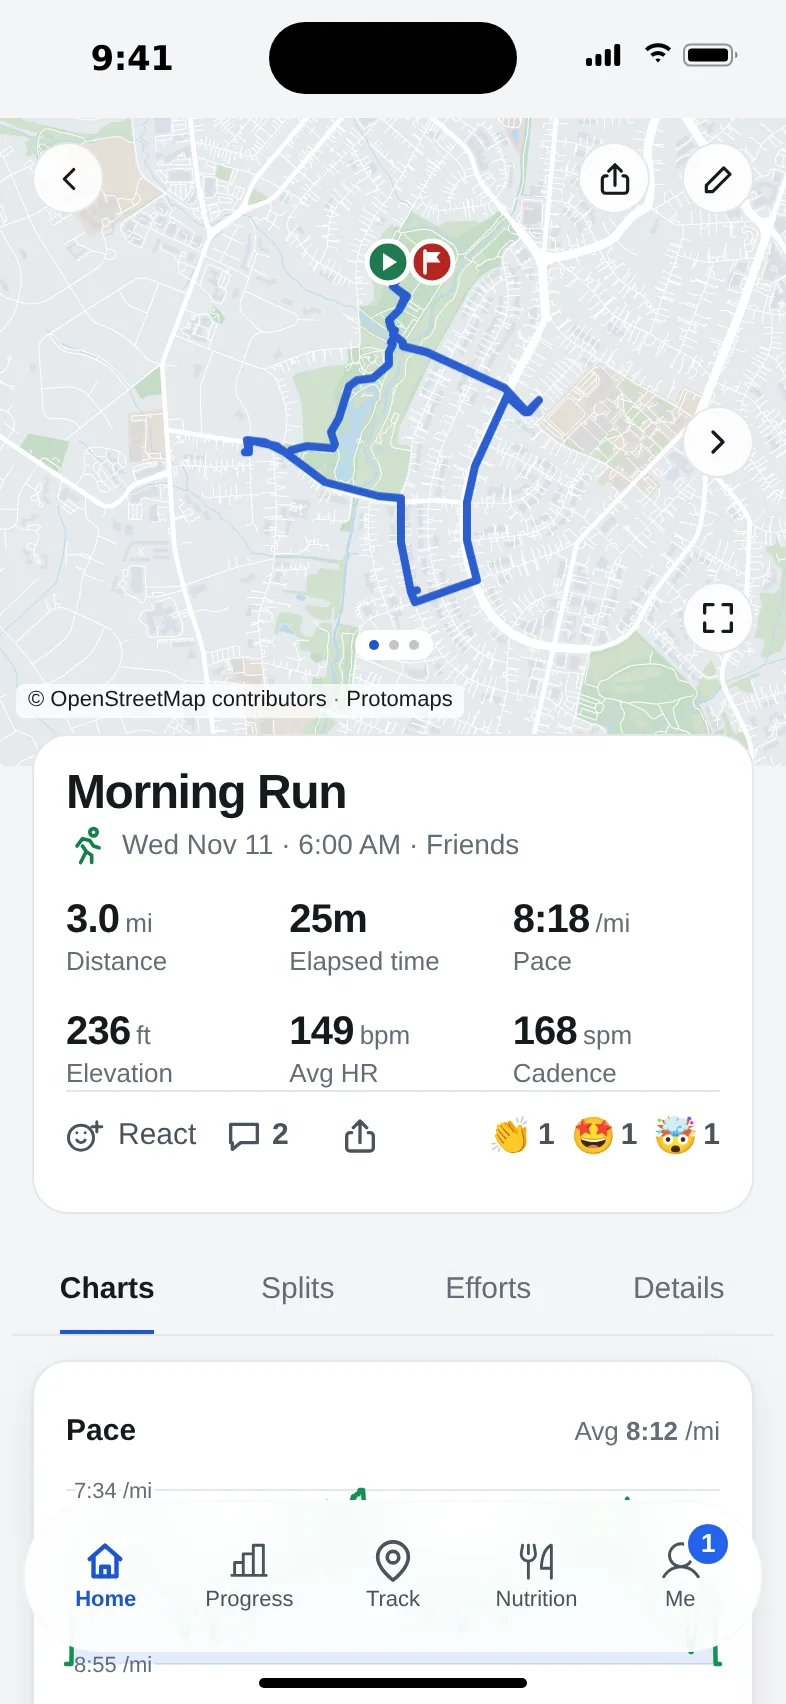 9:41
© OpenStreetMap contributors · Protomaps
Morning Run
Wed Nov 11 · 6:00 AM · Friends
3.0 mi 25m 8:18 /mi
Distance Elapsed time Pace
236 ft 149 bpm 168 spm
Elevation Avg HR Cadence
React 2 👏 1 🤩 1 🤯 1
Charts Splits Efforts Details
Pace Avg 8:12 /mi
7:34 /mi
1
Home Progress Track Nutrition Me
8:55 /mi